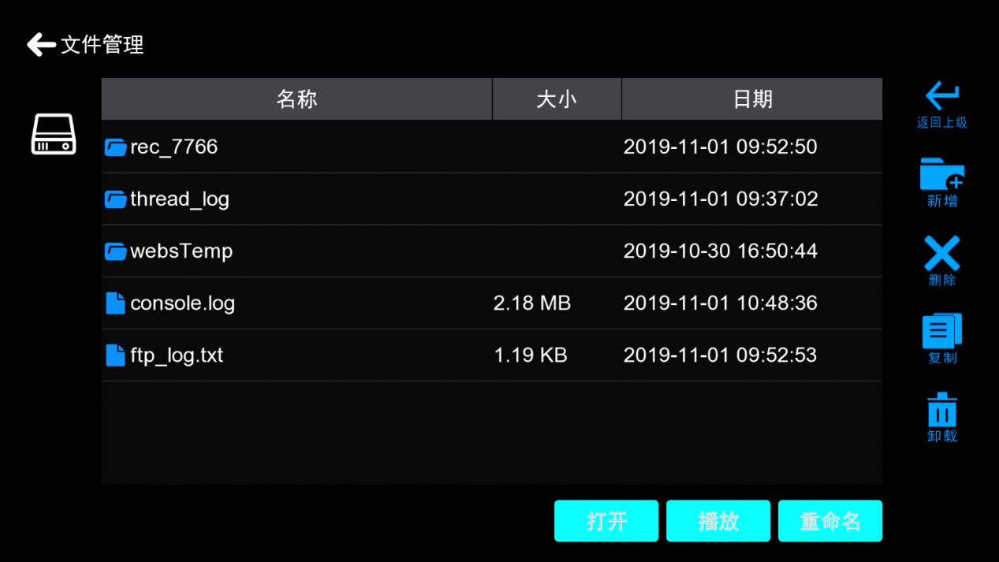 文件管理
名称 大小 日期
rec_7766 2019-11-01 09:52:50
thread_log 2019-11-01 09:37:02
websTemp 2019-10-30 16:50:44
console.log 2.18 MB 2019-11-01 10:48:36
ftp_log.txt 1.19 KB 2019-11-01 09:52:53
返回上级
新增
删除
复制
卸载
打开 播放 重命名